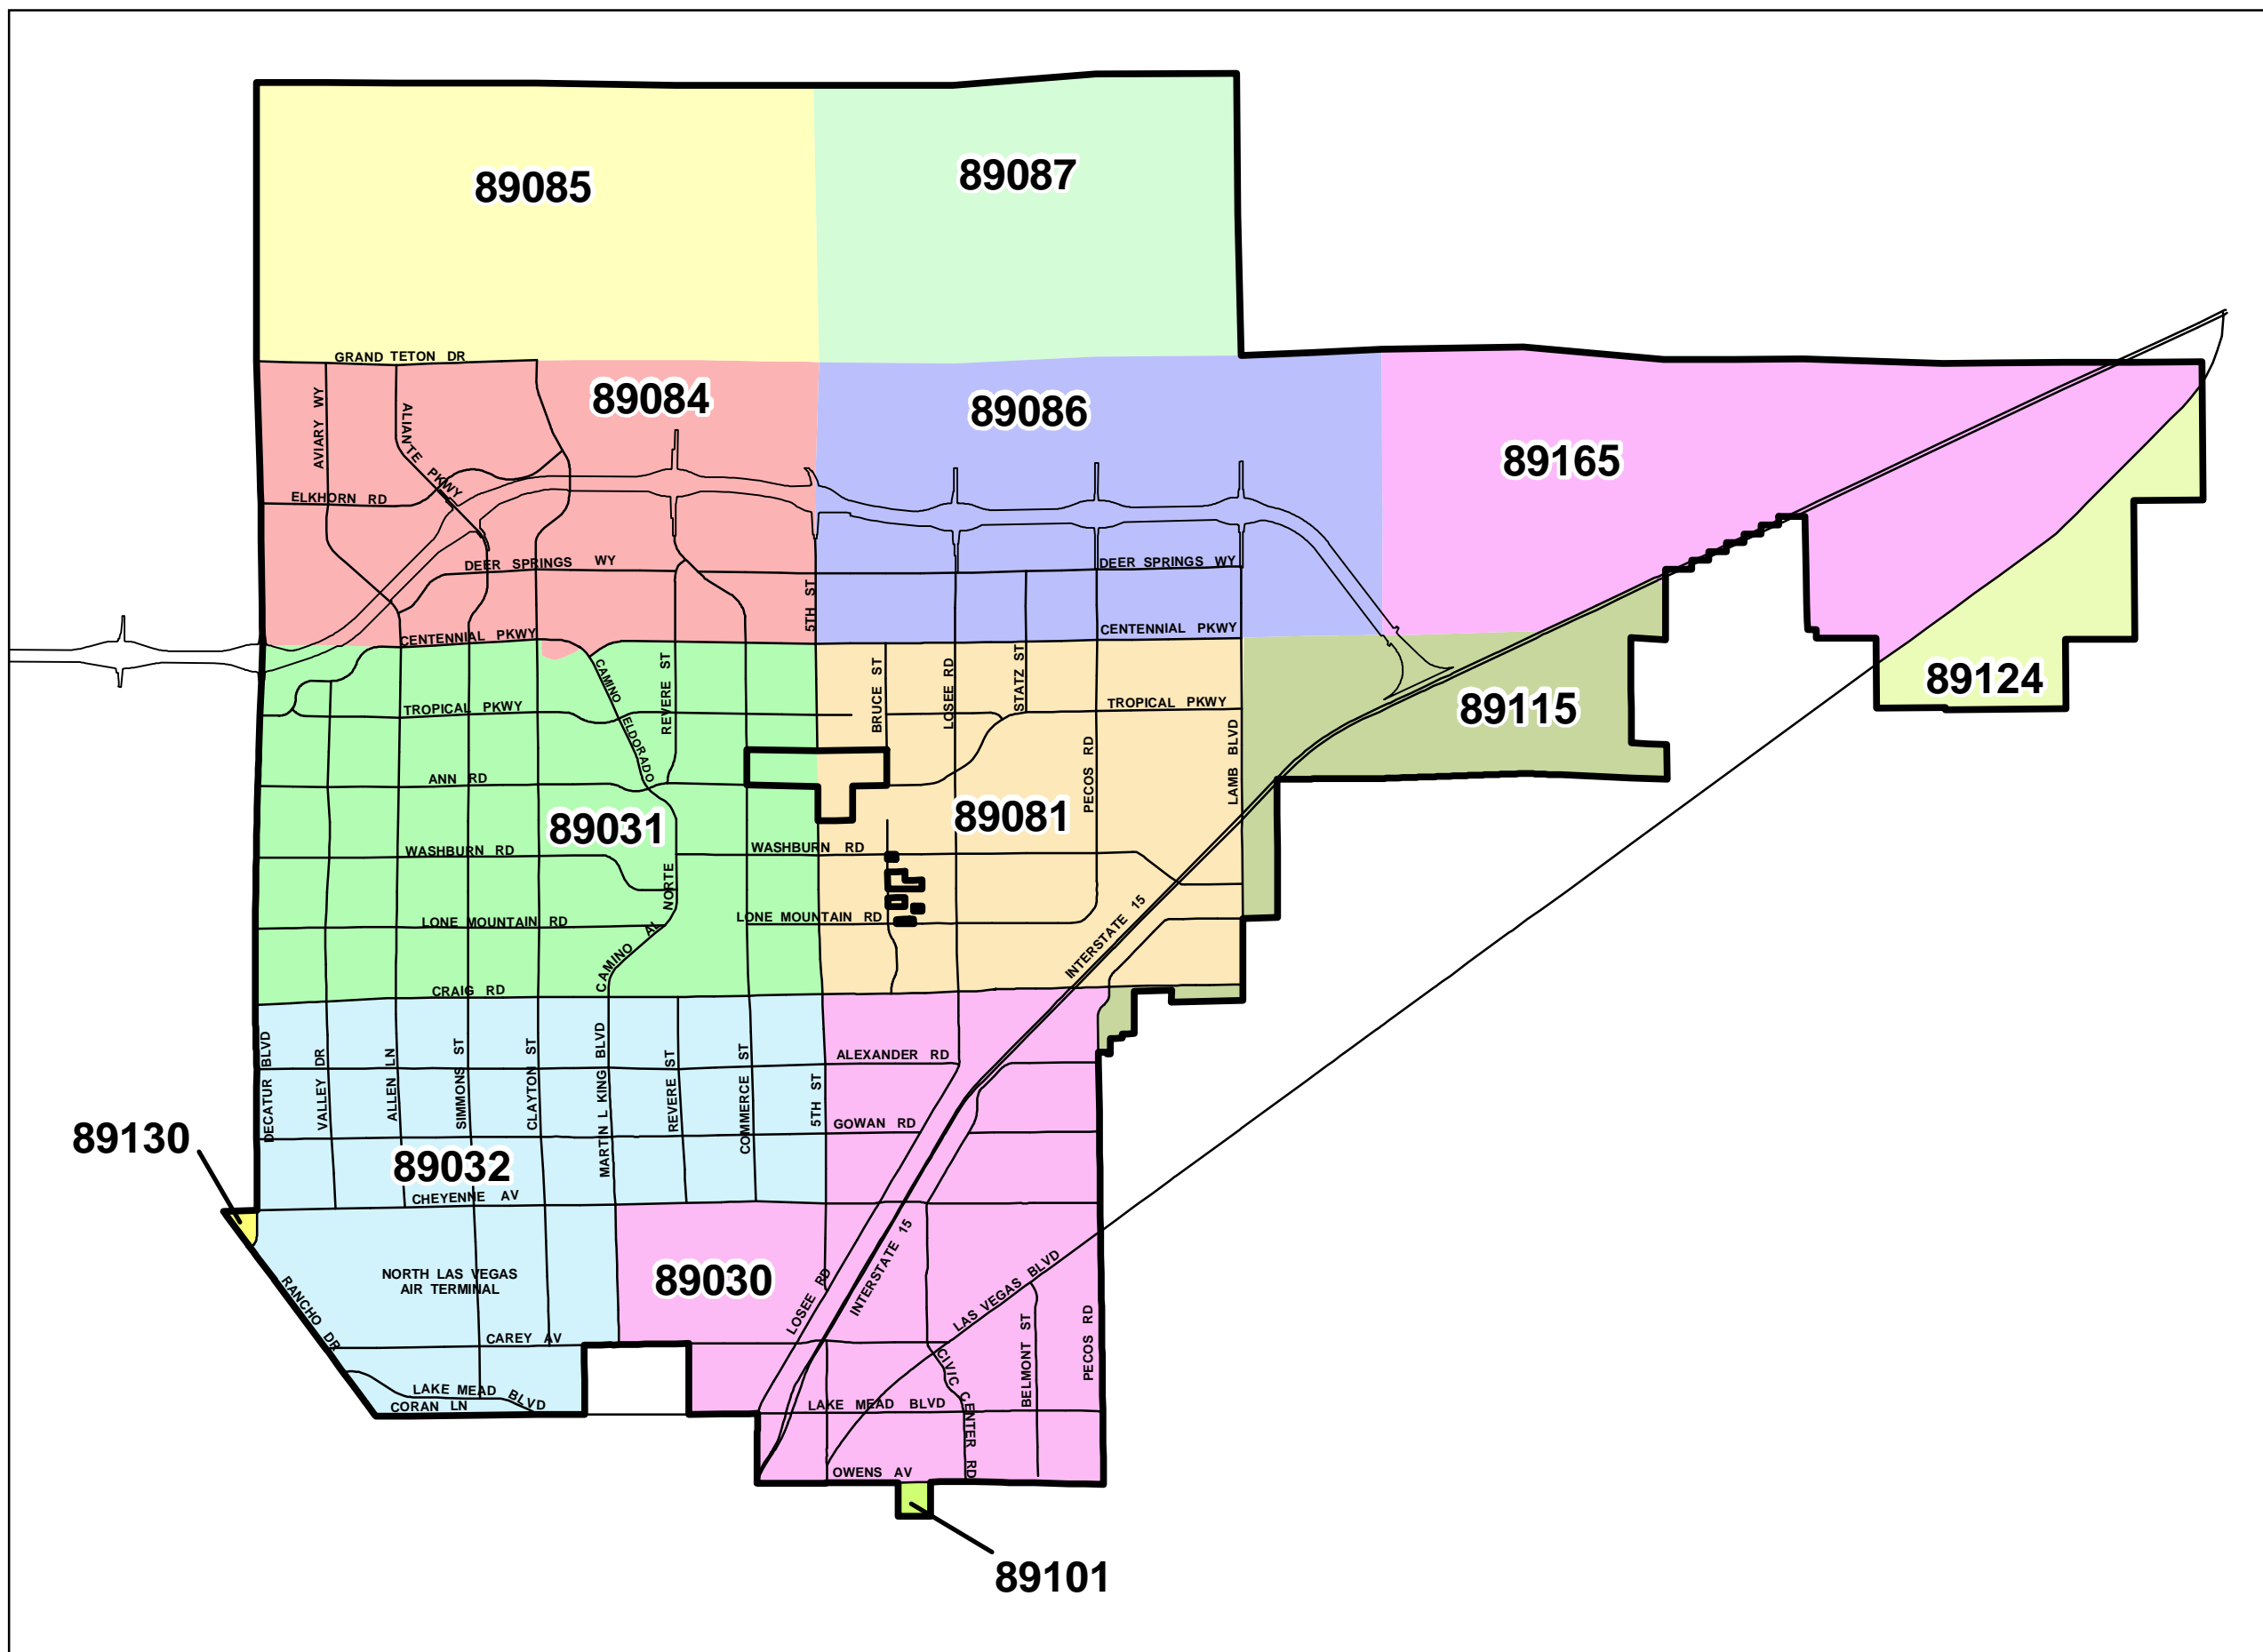 89085
89087
GRAND TETON DR
89084
89086
AVIARY WY
ALIANTE PKWY
89165
ELKHORN RD
DEER SPRINGS WY
DEER SPRINGS WY
5TH ST
CENTENNIAL PKWY
CENTENNIAL PKWY
CAMINO ELDORADO
REVERE ST
BRUCE ST
LOSEE RD
STATZ ST
89124
TROPICAL PKWY
TROPICAL PKWY
89115
PECOS RD
LAMB BLVD
ANN RD
89031
89081
WASHBURN RD
WASHBURN RD
LONE MOUNTAIN RD
LONE MOUNTAIN RD
CAMINO AL NORTE
INTERSTATE 15
CRAIG RD
DECATUR BLVD
VALLEY DR
ALLEN LN
SIMMONS ST
CLAYTON ST
MARTIN L KING BLVD
REVERE ST
COMMERCE ST
5TH ST
ALEXANDER RD
GOWAN RD
89130
89032
CHEYENNE AV
NORTH LAS VEGAS
AIR TERMINAL
89030
RANCHO DR
LOSEE RD
INTERSTATE 15
LAS VEGAS BLVD
BELMONT ST
PECOS RD
CAREY AV
CIVIC CENTER RD
LAKE MEAD BLVD
CORAN LN
LAKE MEAD BLVD
OWENS AV
89101